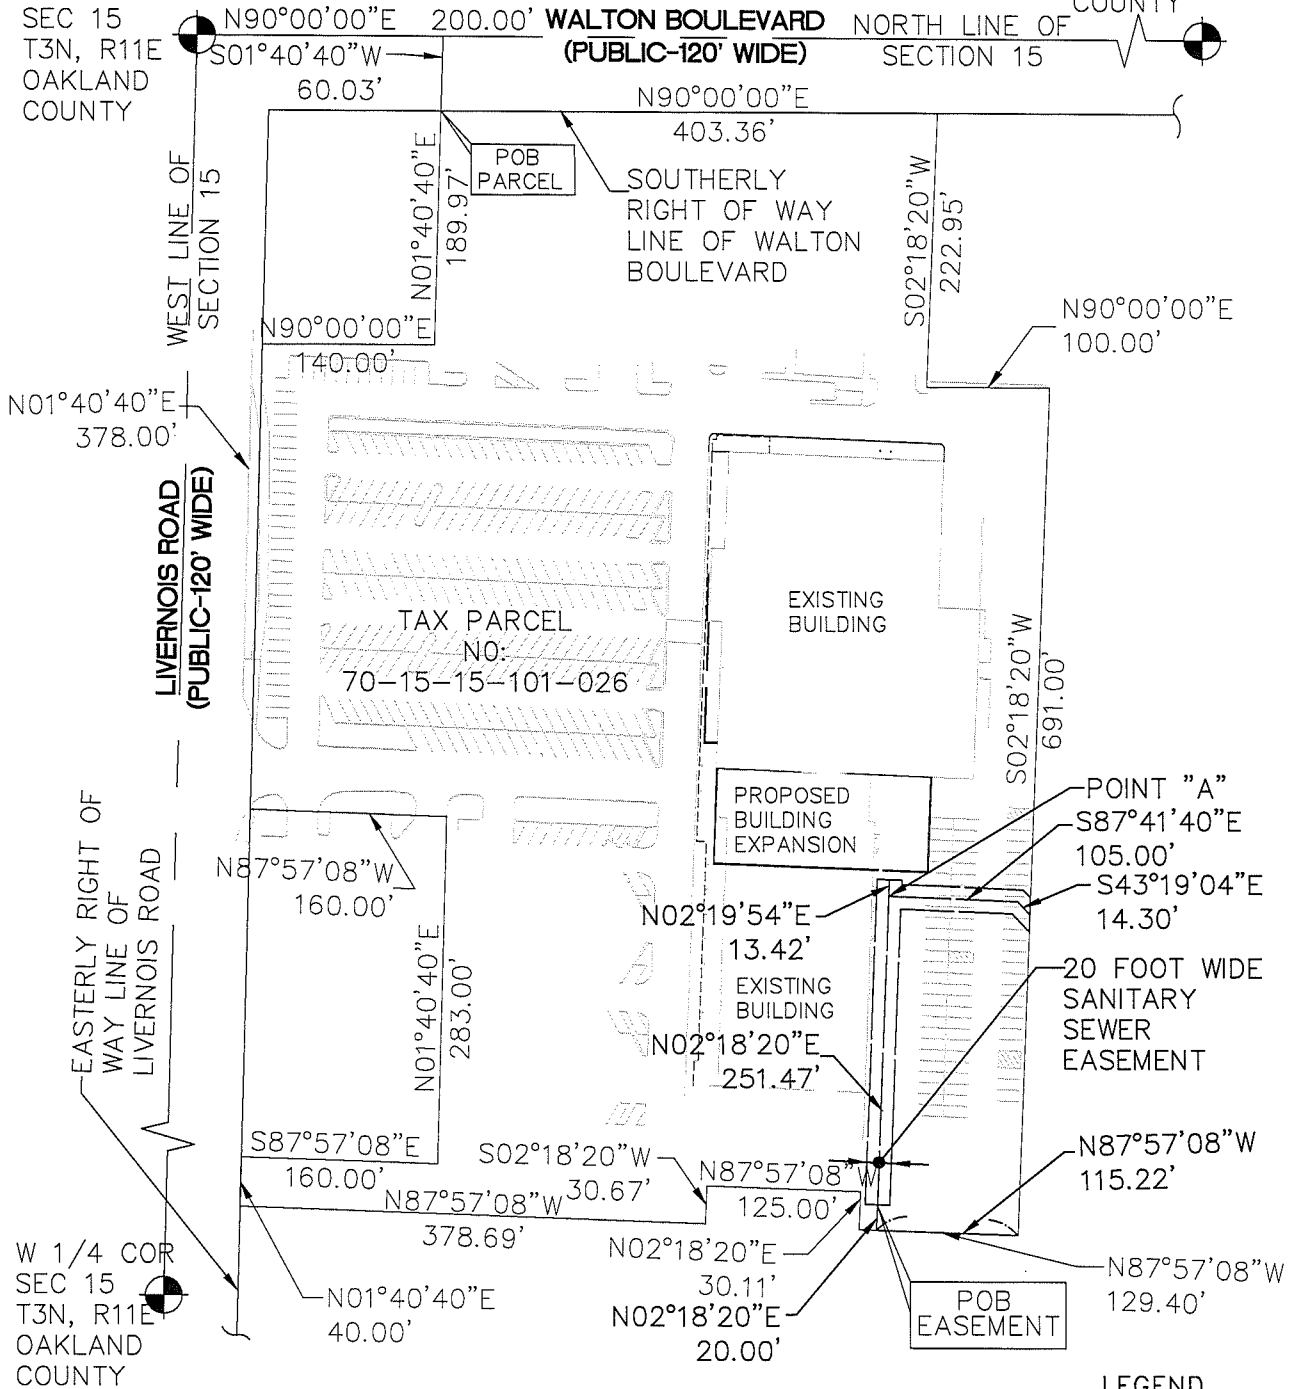 COUNTY
SEC 15
T3N, R11E
OAKLAND
COUNTY
N90°00'00"E 200.00'
WALTON BOULEVARD
(PUBLIC-120' WIDE)
NORTH LINE OF
SECTION 15
S01°40'40"W
60.03'
N90°00'00"E
403.36'
WEST LINE OF
SECTION 15
N01°40'40"E
189.97'
POB
PARCEL
SOUTHERLY
RIGHT OF WAY
LINE OF WALTON
BOULEVARD
S02°18'20"W
222.95'
N90°00'00"E
100.00'
N90°00'00"E
140.00'
N01°40'40"E
378.00'
LIVERNOIS ROAD
(PUBLIC-120' WIDE)
TAX PARCEL
NO:
70-15-15-101-026
EXISTING
BUILDING
S02°18'20"W
691.00'
PROPOSED
BUILDING
EXPANSION
POINT "A"
S87°41'40"E
105.00'
S43°19'04"E
14.30'
EASTERLY RIGHT OF
WAY LINE OF
LIVERNOIS ROAD
N87°57'08"W
160.00'
N02°19'54"E
13.42'
N01°40'40"E
283.00'
EXISTING
BUILDING
20 FOOT WIDE
SANITARY
SEWER
EASEMENT
N02°18'20"E
251.47'
S87°57'08"E
160.00'
S02°18'20"W
30.67'
N87°57'08"W
125.00'
N87°57'08"W
115.22'
N87°57'08"W
378.69'
N02°18'20"E
30.11'
N87°57'08"W
129.40'
W 1/4 COR
SEC 15
T3N, R11E
OAKLAND
COUNTY
N01°40'40"E
40.00'
N02°18'20"E
20.00'
POB
EASEMENT
LEGEND